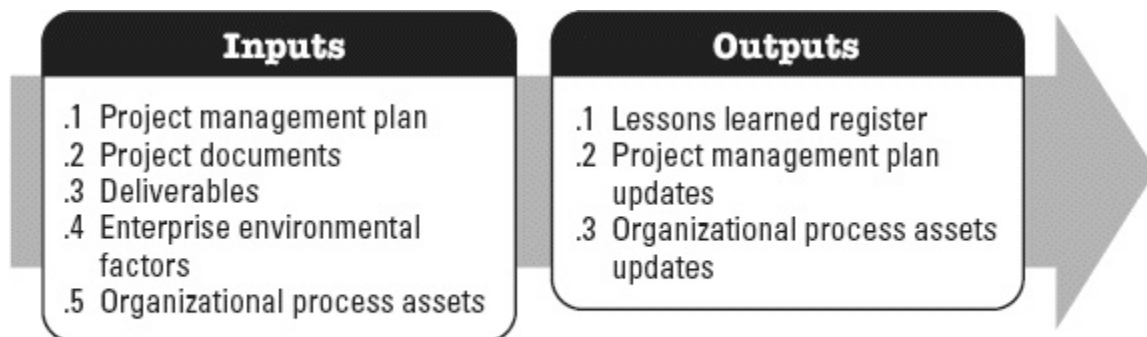 Inputs
.1 Project management plan
.2 Project documents
.3 Deliverables
.4 Enterprise environmental
factors
.5 Organizational process assets
Outputs
.1 Lessons learned register
.2 Project management plan
updates
.3 Organizational process assets
updates